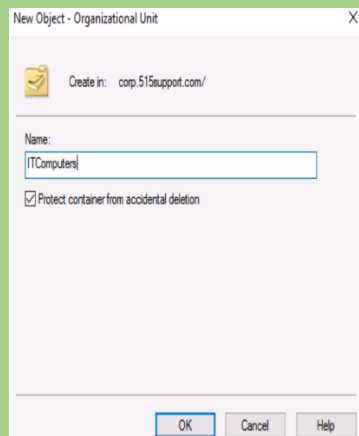 New Object - Organizational Unit
X
Create in: corp.515support.com/
Name:
ITComputers
Protect container from accidental deletion
OK Cancel Help